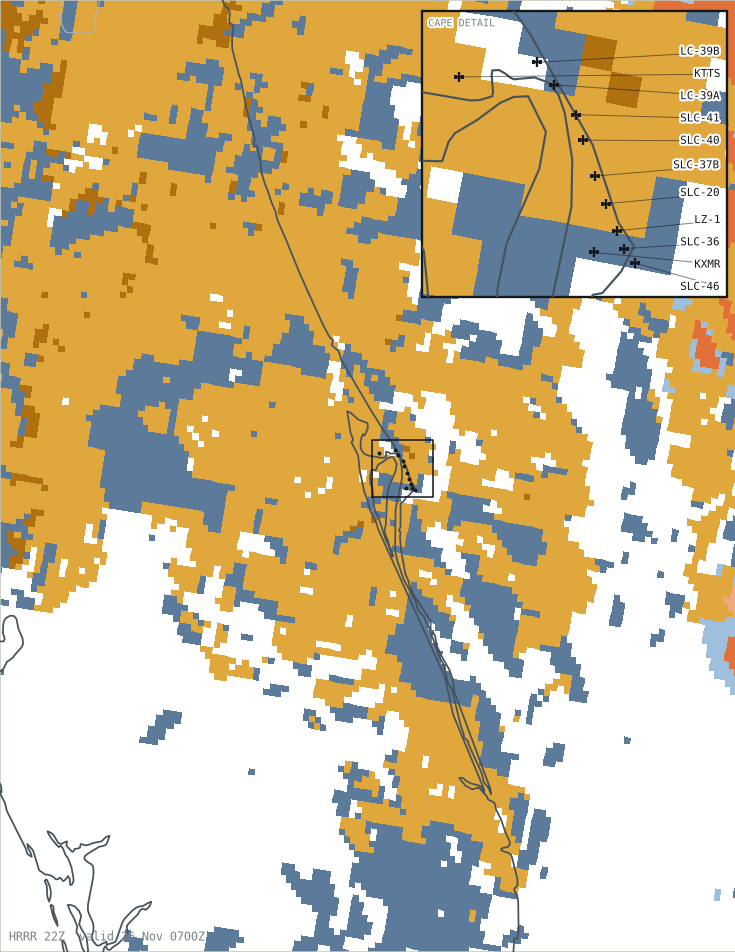 CAPE DETAIL
LC-39B
KTTS
LC-39A
SLC-41
SLC-40
SLC-37B
SLC-20
LZ-1
SLC-36
KXMR
SLC-46
HRRR 22Z valid Nov 0700Z